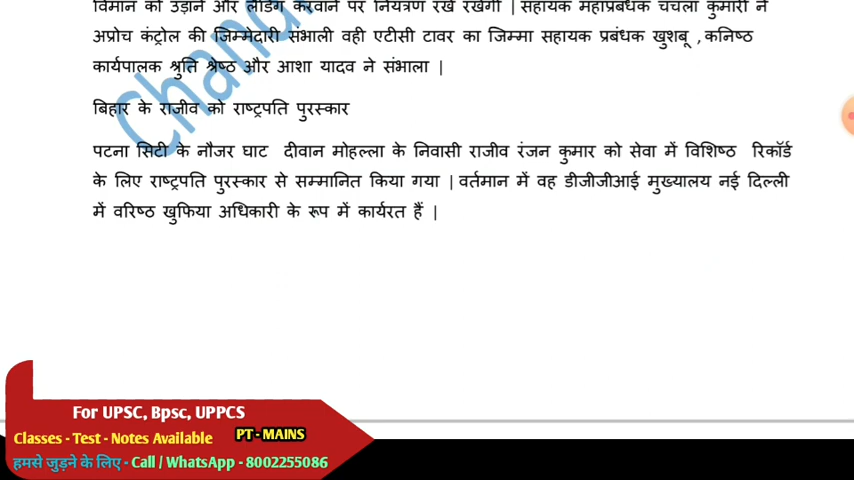 विमान को उड़ाने और लैंडिंग करवाने पर नियंत्रण रखे रखेगी | सहायक महाप्रबंधक चंचला कुमारी ने
अप्रोच कंट्रोल की जिम्मेदारी संभाली वही एटीसी टावर का जिम्मा सहायक प्रबंधक खुशबू ,कनिष्ठ
कार्यपालक श्रुति श्रेष्ठ और आशा यादव ने संभाला |
बिहार के राजीव को राष्ट्रपति पुरस्कार
पटना सिटी के नौजर घाट दीवान मोहल्ला के निवासी राजीव रंजन कुमार को सेवा में विशिष्ठ रिकॉर्ड
के लिए राष्ट्रपति पुरस्कार से सम्मानित किया गया | वर्तमान में वह डीजीजीआई मुख्यालय नई दिल्ली
में वरिष्ठ खुफिया अधिकारी के रूप में कार्यरत हैं |
For UPSC, Bpsc, UPPCS
Classes - Test - Notes Available PT - MAINS
हमसे जुड़ने के लिए - Call / WhatsApp - 8002255086